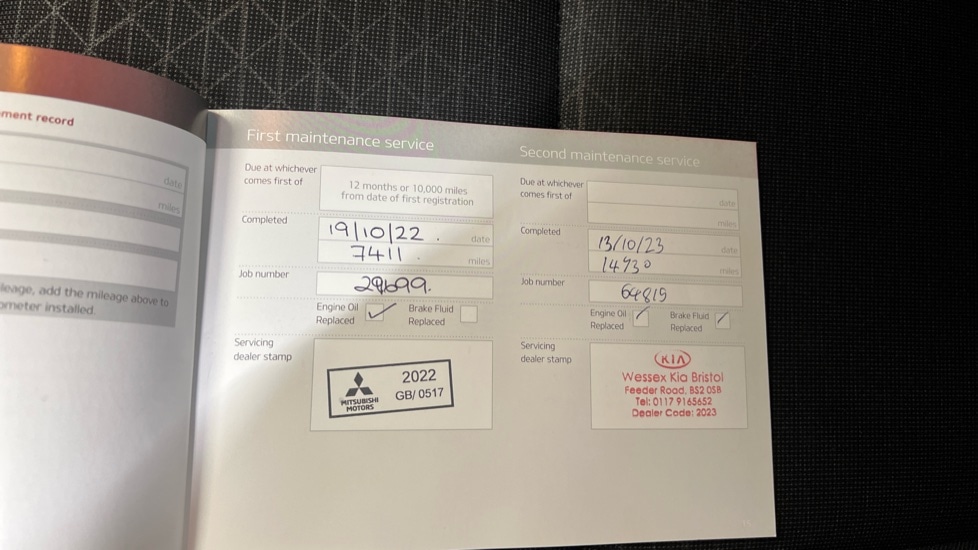 ment record
date
miles
leage, add the mileage above to
ometer installed.
First maintenance service
Due at whichever
comes first of
12 months or 10,000 miles
from date of first registration
Completed
19/10/22.
date
7411.
miles
Job number
Engine Oil
Replaced
Brake Fluid
Replaced
Servicing
dealer stamp
MITSUBISHI
MOTORS
2022
GB/ 0517
Second maintenance service
Due at whichever
comes first of
date
miles
Completed
13/10/23
date
14930
miles
Job number
64815
Engine Oil
Replaced
Brake Fluid
Replaced
Servicing
dealer stamp
KIA
Wessex Kia Bristol
Feeder Road, BS2 0SB
Tel: 0117 9165652
Dealer Code: 2023